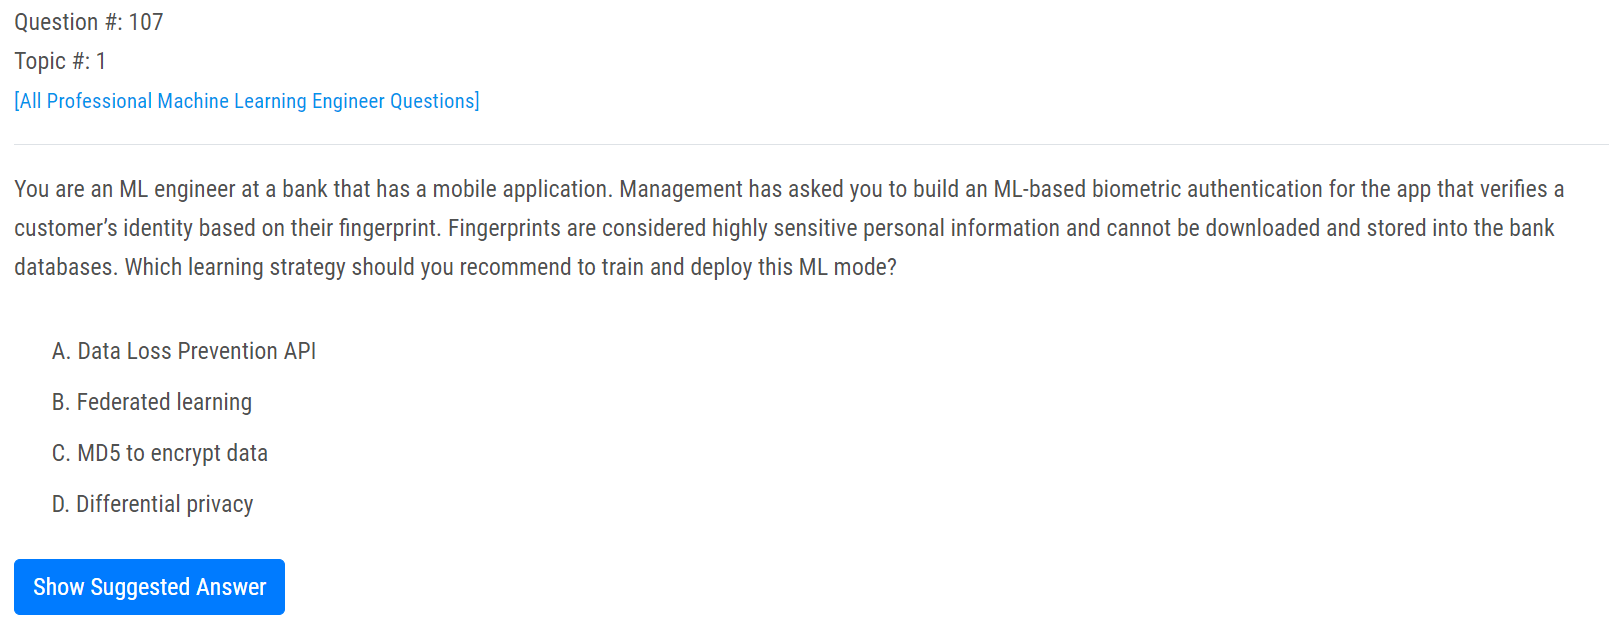 Question #: 107
Topic #: 1
[All Professional Machine Learning Engineer Questions]
You are an ML engineer at a bank that has a mobile application. Management has asked you to build an ML-based biometric authentication for the app that verifies a
customer’s identity based on their fingerprint. Fingerprints are considered highly sensitive personal information and cannot be downloaded and stored into the bank
databases. Which learning strategy should you recommend to train and deploy this ML mode?
A. Data Loss Prevention API
B. Federated learning
C. MD5 to encrypt data
D. Differential privacy
Show Suggested Answer